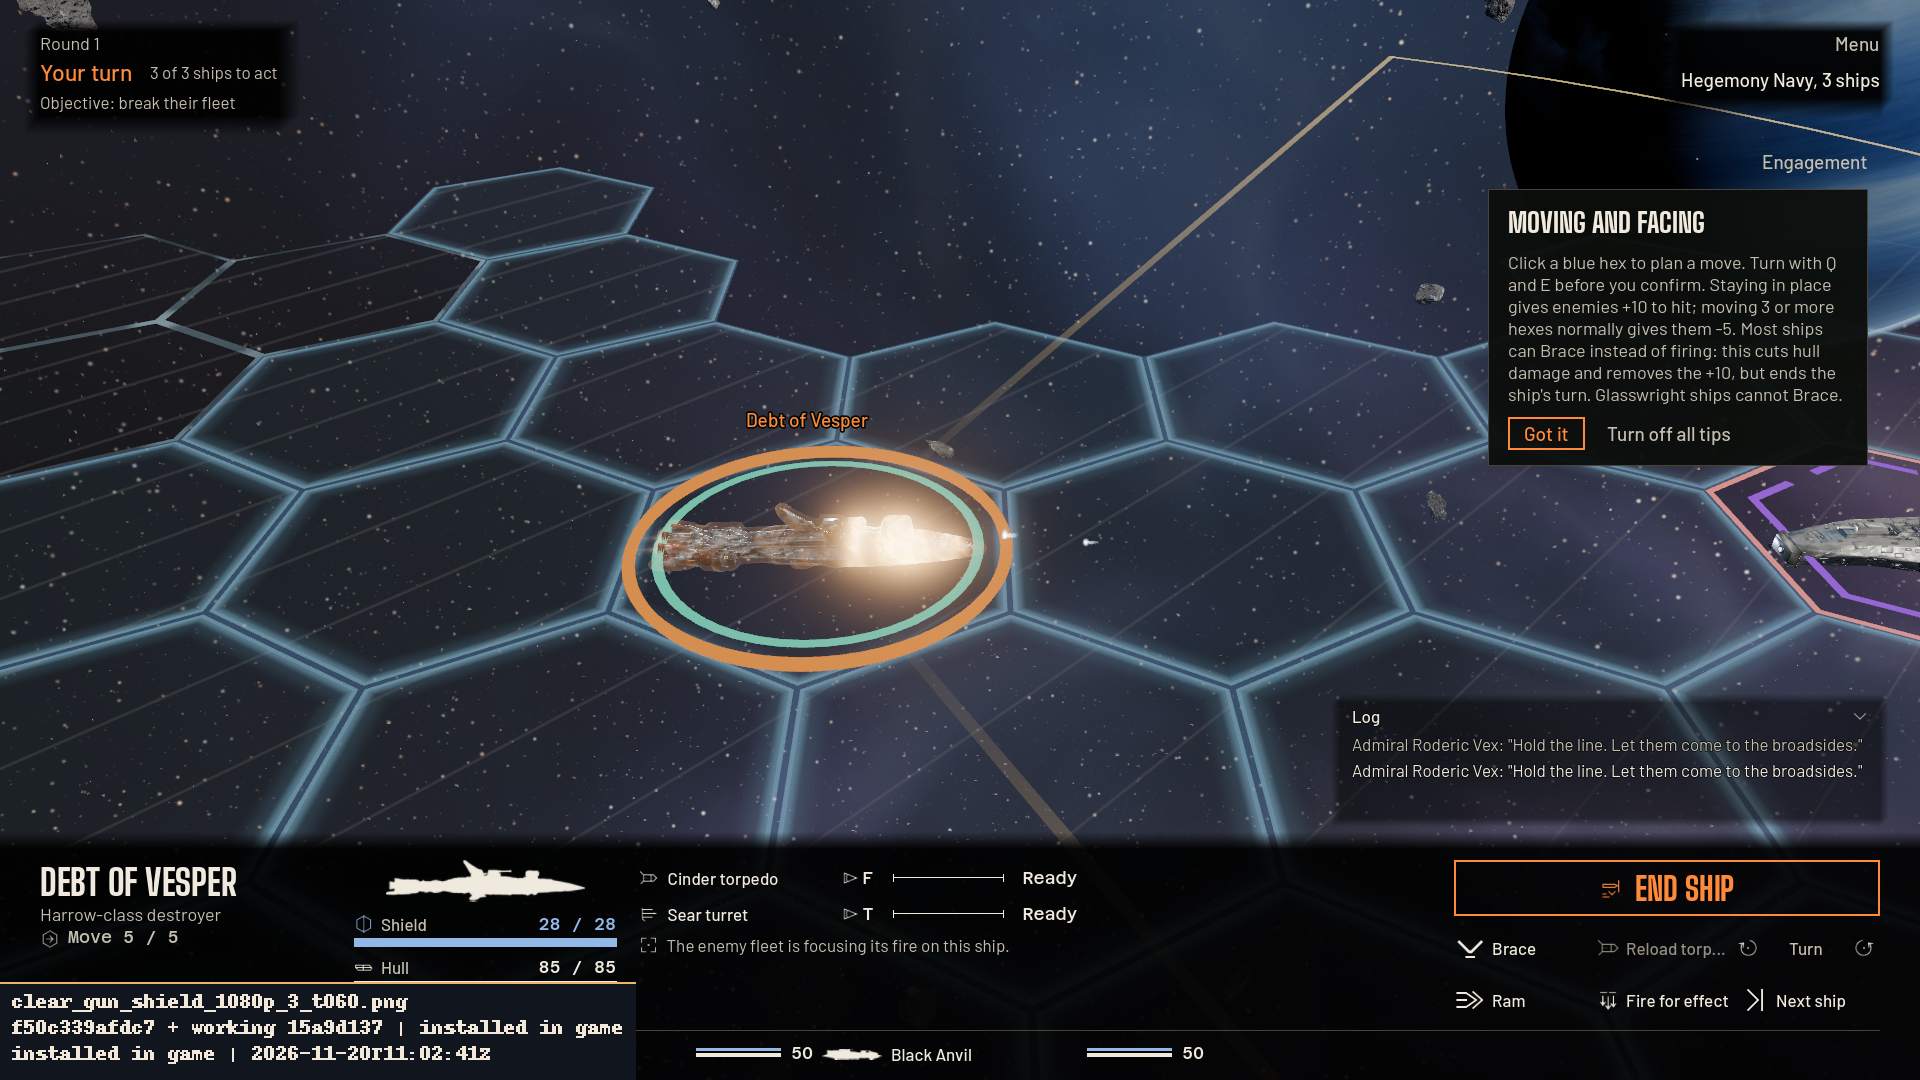 Round 1
Your turn 3 of 3 ships to act
Objective: break their fleet
Menu
Hegemony Navy, 3 ships
Engagement
MOVING AND FACING
Click a blue hex to plan a move. Turn with Q
and E before you confirm. Staying in place
gives enemies +10 to hit; moving 3 or more
hexes normally gives them -5. Most ships
can Brace instead of firing: this cuts hull
damage and removes the +10, but ends the
ship's turn. Glasswright ships cannot Brace.
Got it Turn off all tips
Debt of Vesper
Log
Admiral Roderic Vex: "Hold the line. Let them come to the broadsides."
Admiral Roderic Vex: "Hold the line. Let them come to the broadsides."
DEBT OF VESPER
Harrow-class destroyer
Move 5 / 5
Shield 28 / 28
Hull 85 / 85
Cinder torpedo F Ready
Sear turret T Ready
The enemy fleet is focusing its fire on this ship.
END SHIP
Brace Reload torp... Turn
Ram Fire for effect Next ship
clear_gun_shield_1080p_3_t060.png
f50c339afdc7 + working 15a9d137 | installed in game
installed in game | 2026-11-20T11:02:41Z
50 Black Anvil 50